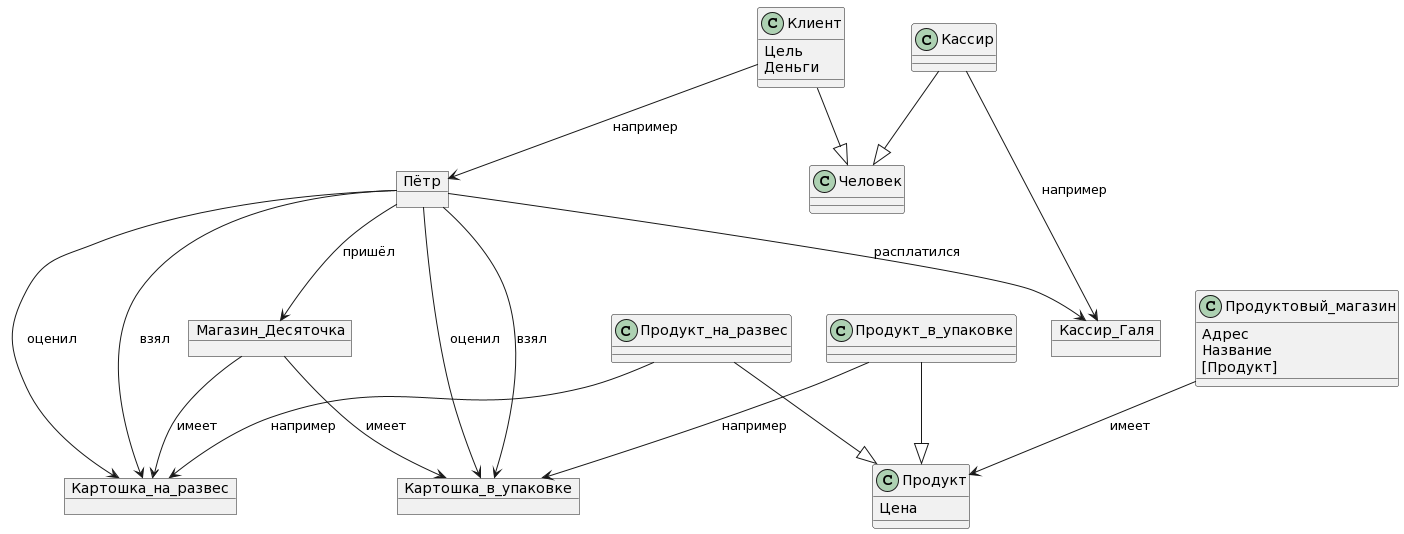 C Клиент
Цель
Деньги
C Кассир
например
Пётр
C Человек
например
пришёл
расплатился
оценил
взял
Магазин_Десяточка
оценил
взял
C Продукт_на_развес
C Продукт_в_упаковке
Кассир_Галя
C Продуктовый_магазин
Адрес
Название
[Продукт]
имеет
например
имеет
например
имеет
Картошка_на_развес
Картошка_в_упаковке
C Продукт
Цена